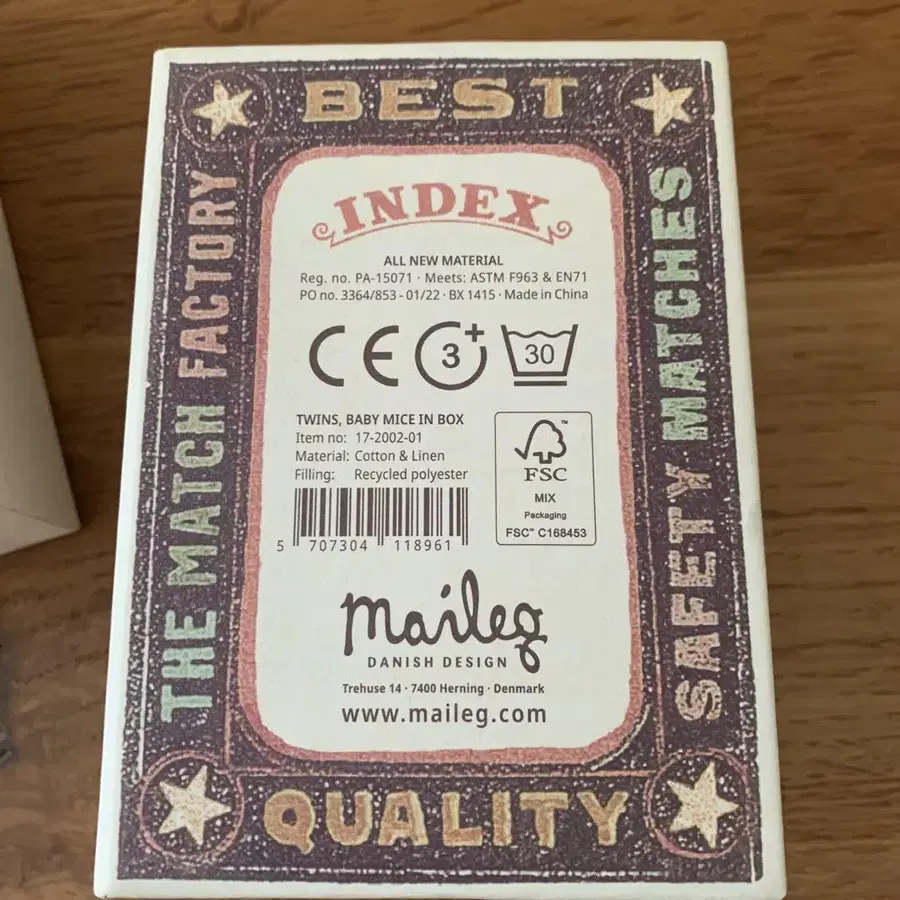 BEST
THE MATCH FACTORY
SAFETY MATCHES
INDEX
ALL NEW MATERIAL
Reg. no. PA-15071 · Meets: ASTM F963 & EN71
PO no. 3364/853 - 01/22 · BX 1415 · Made in China
CE 3+ 30
TWINS, BABY MICE IN BOX
Item no: 17-2002-01
Material: Cotton & Linen
Filling: Recycled polyester
5 707304 118961
FSC™
MIX
Packaging
FSC™ C168453
maileg
DANISH DESIGN
Trehuse 14 · 7400 Herning · Denmark
www.maileg.com
QUALITY